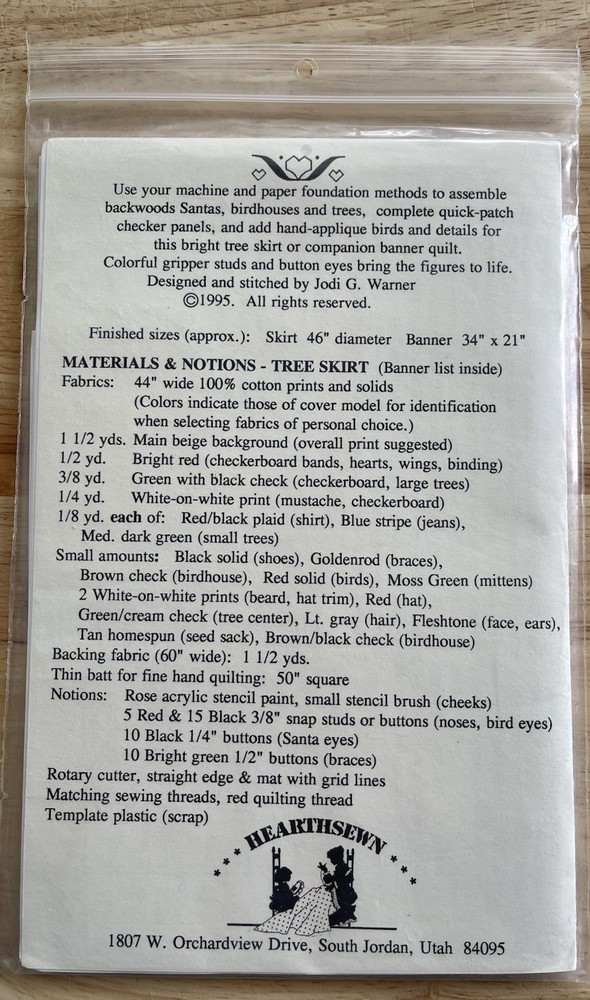 Use your machine and paper foundation methods to assemble
backwoods Santas, birdhouses and trees, complete quick-patch
checker panels, and add hand-applique birds and details for
this bright tree skirt or companion banner quilt.
Colorful gripper studs and button eyes bring the figures to life.
Designed and stitched by Jodi G. Warner
©1995. All rights reserved.
Finished sizes (approx.): Skirt 46" diameter Banner 34" x 21"
MATERIALS & NOTIONS - TREE SKIRT (Banner list inside)
Fabrics: 44" wide 100% cotton prints and solids
(Colors indicate those of cover model for identification
when selecting fabrics of personal choice.)
1 1/2 yds. Main beige background (overall print suggested)
1/2 yd. Bright red (checkerboard bands, hearts, wings, binding)
3/8 yd. Green with black check (checkerboard, large trees)
1/4 yd. White-on-white print (mustache, checkerboard)
1/8 yd. each of: Red/black plaid (shirt), Blue stripe (jeans),
Med. dark green (small trees)
Small amounts: Black solid (shoes), Goldenrod (braces),
Brown check (birdhouse), Red solid (birds), Moss Green (mittens)
2 White-on-white prints (beard, hat trim), Red (hat),
Green/cream check (tree center), Lt. gray (hair), Fleshtone (face, ears),
Tan homespun (seed sack), Brown/black check (birdhouse)
Backing fabric (60" wide): 1 1/2 yds.
Thin batt for fine hand quilting: 50" square
Notions: Rose acrylic stencil paint, small stencil brush (cheeks)
5 Red & 15 Black 3/8" snap studs or buttons (noses, bird eyes)
10 Black 1/4" buttons (Santa eyes)
10 Bright green 1/2" buttons (braces)
Rotary cutter, straight edge & mat with grid lines
Matching sewing threads, red quilting thread
Template plastic (scrap)
HEARTHSEWN
1807 W. Orchardview Drive, South Jordan, Utah 84095